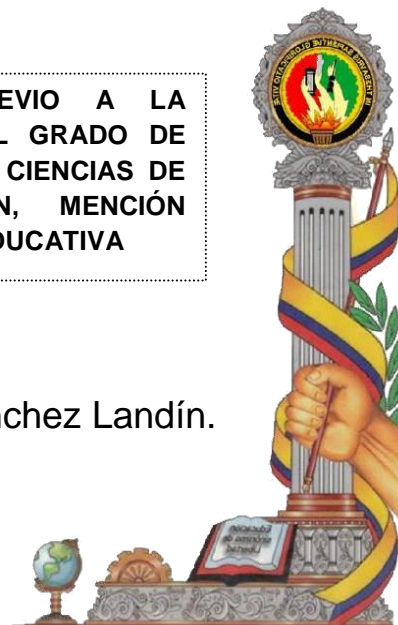 EVIO A LA
L GRADO DE
CIENCIAS DE
N, MENCIÓN
DUCATIVA
nchez Landín.